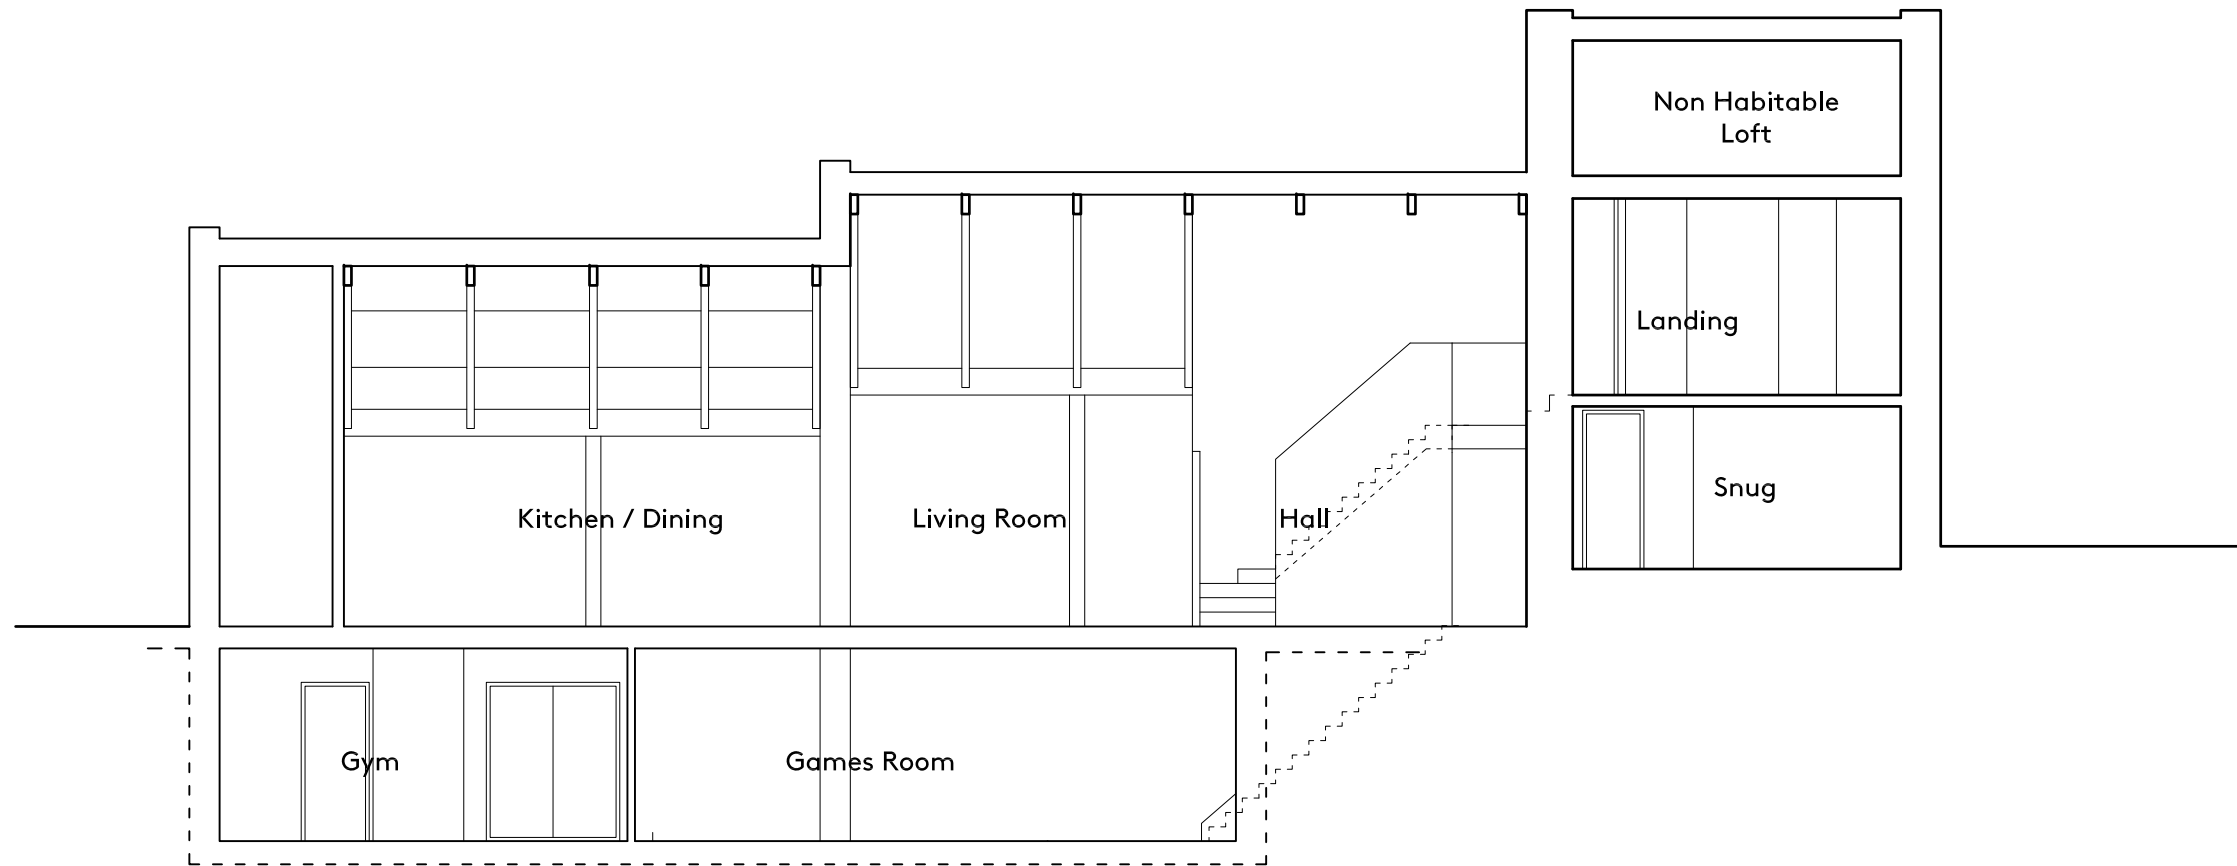 Non Habitable
Loft
Landing
Snug
Kitchen / Dining
Living Room
Hall
Gym
Games Room